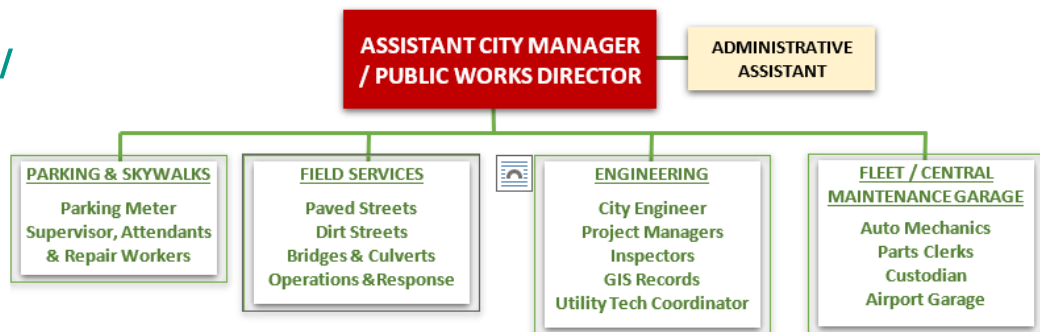 /
ASSISTANT CITY MANAGER
/ PUBLIC WORKS DIRECTOR
ADMINISTRATIVE
ASSISTANT
PARKING & SKYWALKS
Parking Meter
Supervisor, Attendants
& Repair Workers
FIELD SERVICES
Paved Streets
Dirt Streets
Bridges & Culverts
Operations &Response
ENGINEERING
City Engineer
Project Managers
Inspectors
GIS Records
Utility Tech Coordinator
FLEET / CENTRAL
MAINTENANCE GARAGE
Auto Mechanics
Parts Clerks
Custodian
Airport Garage